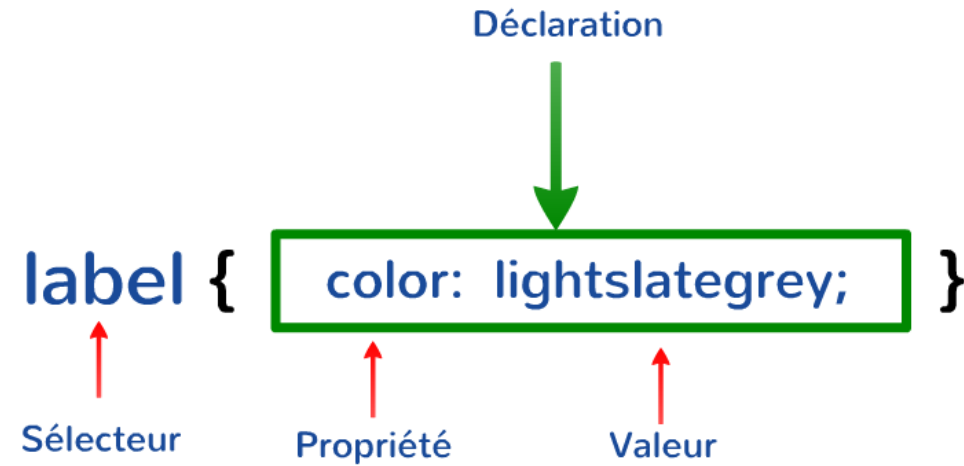 Déclaration
label { color: lightslategrey; }
Sélecteur Propriété Valeur